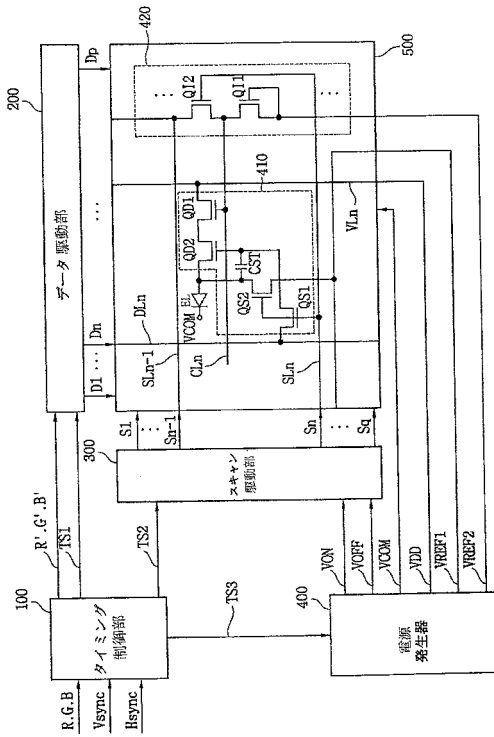 R.G.B
Vsync
Hsync
100
タイミング
制御部
R'.G'.B'
TS1
TS2
TS3
200
データ 駆動部
D1
...
Dn
...
Dp
300
スキャン
駆動部
S1
...
Sn-1
Sn
...
Sq
400
電源
発生器
VON
VOFF
VCOM
VDD
VREF1
VREF2
DLn
SLn-1
CLn
SLn
VLn
VCOM
EL
QD2
QD1
CST
QS2
QS1
410
420
...
QI2
QI1
...
500